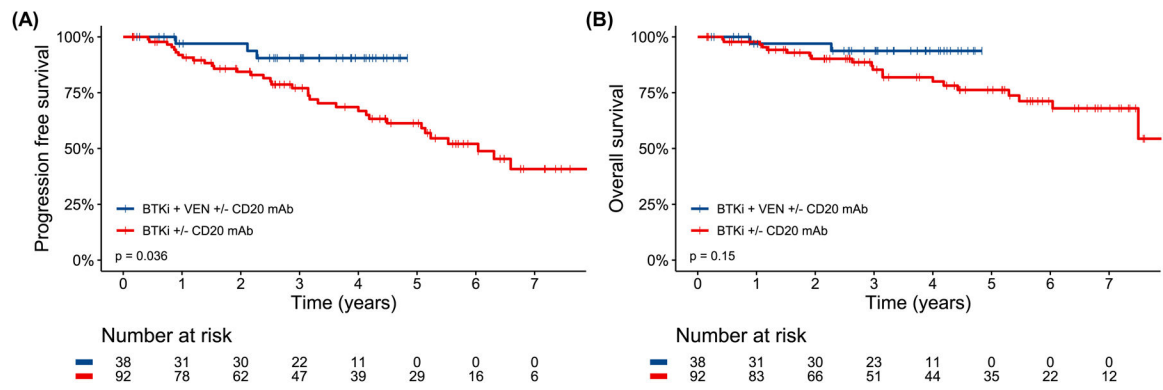 (A)
Progression free survival
100%
75%
50%
25%
0%
BTKi + VEN +/- CD20 mAb
BTKi +/- CD20 mAb
p = 0.036
0 1 2 3 4 5 6 7
Time (years)
Number at risk
38 31 30 22 11 0 0 0
92 78 62 47 39 29 16 6
(B)
Overall survival
100%
75%
50%
25%
0%
BTKi + VEN +/- CD20 mAb
BTKi +/- CD20 mAb
p = 0.15
0 1 2 3 4 5 6 7
Time (years)
Number at risk
38 31 30 23 11 0 0 0
92 83 66 51 44 35 22 12